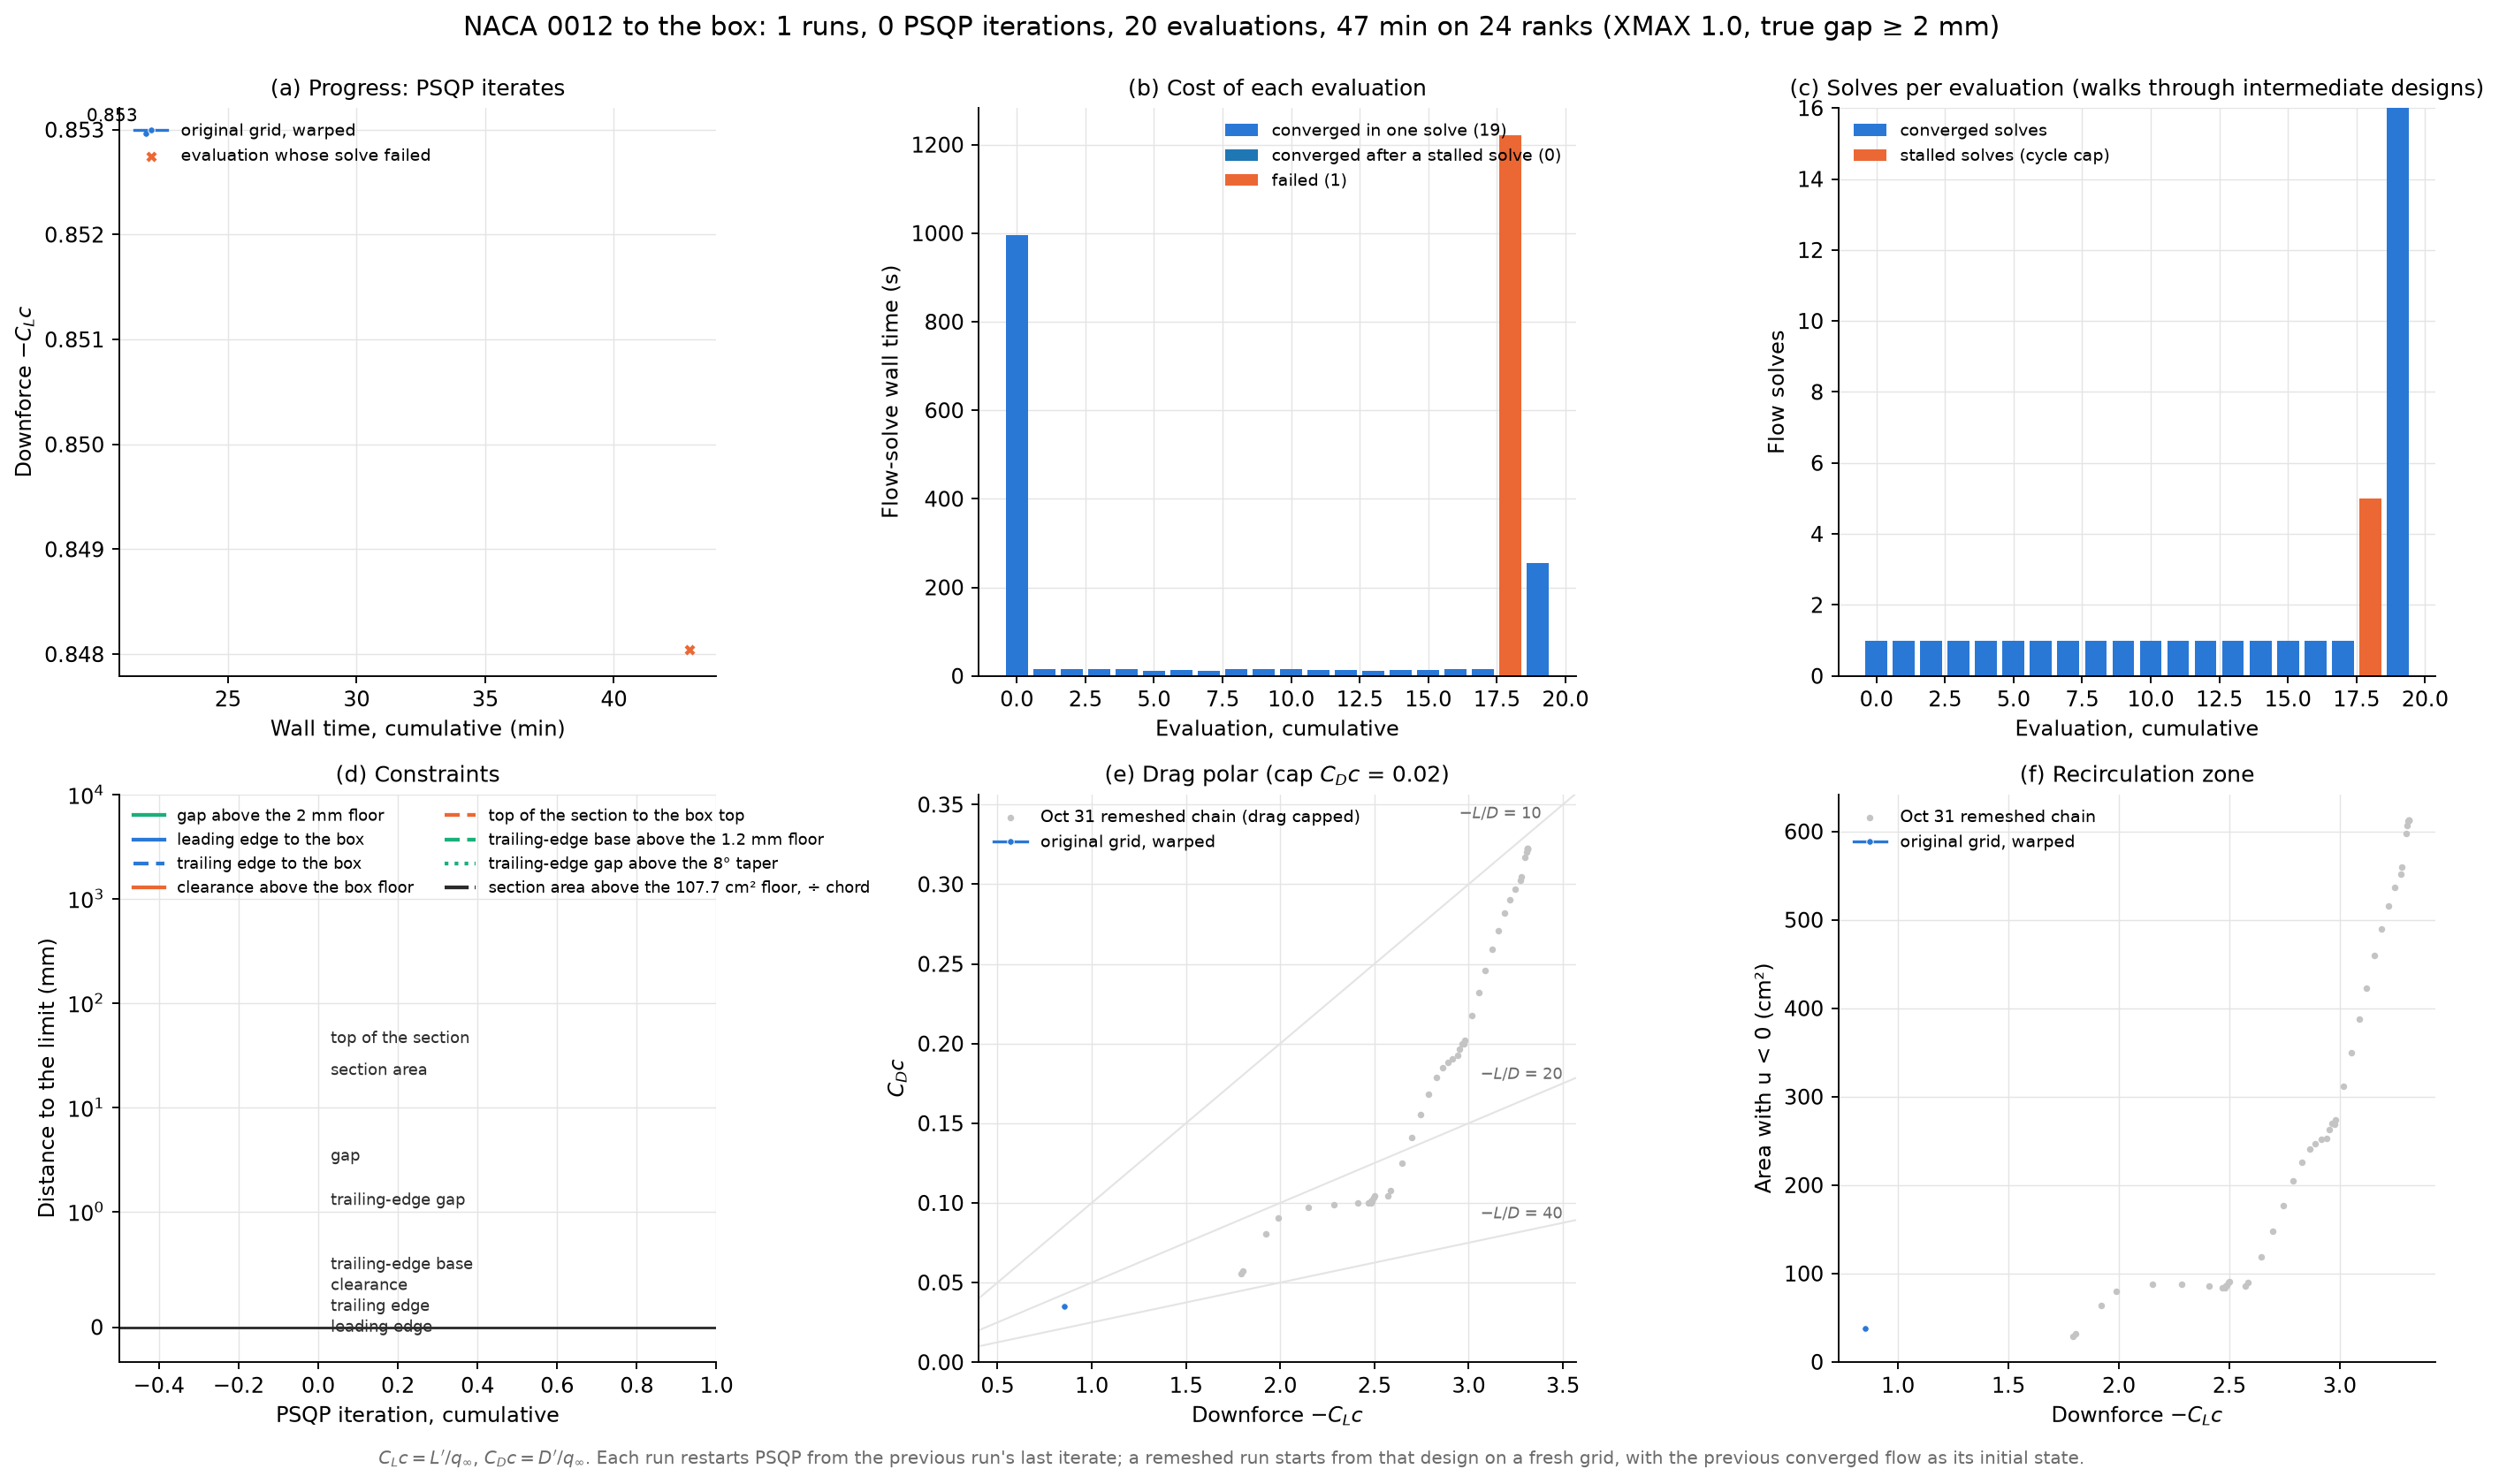 NACA 0012 to the box: 1 runs, 0 PSQP iterations, 20 evaluations, 47 min on 24 ranks (XMAX 1.0, true gap ≥ 2 mm)
(a) Progress: PSQP iterates
0.853
original grid, warped
evaluation whose solve failed
0.853
0.852
0.851
0.850
0.849
0.848
Downforce −C_L c
25 30 35 40
Wall time, cumulative (min)
(b) Cost of each evaluation
converged in one solve (19)
converged after a stalled solve (0)
failed (1)
1200
1000
800
600
400
200
0
Flow-solve wall time (s)
0.0 2.5 5.0 7.5 10.0 12.5 15.0 17.5 20.0
Evaluation, cumulative
(c) Solves per evaluation (walks through intermediate designs)
converged solves
stalled solves (cycle cap)
16
14
12
10
8
6
4
2
0
Flow solves
0.0 2.5 5.0 7.5 10.0 12.5 15.0 17.5 20.0
Evaluation, cumulative
(d) Constraints
gap above the 2 mm floor
leading edge to the box
trailing edge to the box
clearance above the box floor
top of the section to the box top
trailing-edge base above the 1.2 mm floor
trailing-edge gap above the 8° taper
section area above the 107.7 cm² floor, ÷ chord
10⁴
10³
10²
10¹
10⁰
0
Distance to the limit (mm)
top of the section
section area
gap
trailing-edge gap
trailing-edge base
clearance
trailing edge
leading edge
−0.4 −0.2 0.0 0.2 0.4 0.6 0.8 1.0
PSQP iteration, cumulative
(e) Drag polar (cap C_D c = 0.02)
Oct 31 remeshed chain (drag capped)
original grid, warped
−L/D = 10
−L/D = 20
−L/D = 40
0.35
0.30
0.25
0.20
0.15
0.10
0.05
0.00
C_D c
0.5 1.0 1.5 2.0 2.5 3.0 3.5
Downforce −C_L c
(f) Recirculation zone
Oct 31 remeshed chain
original grid, warped
600
500
400
300
200
100
0
Area with u < 0 (cm²)
1.0 1.5 2.0 2.5 3.0
Downforce −C_L c
C_L c = L′/q∞, C_D c = D′/q∞. Each run restarts PSQP from the previous run's last iterate; a remeshed run starts from that design on a fresh grid, with the previous converged flow as its initial state.